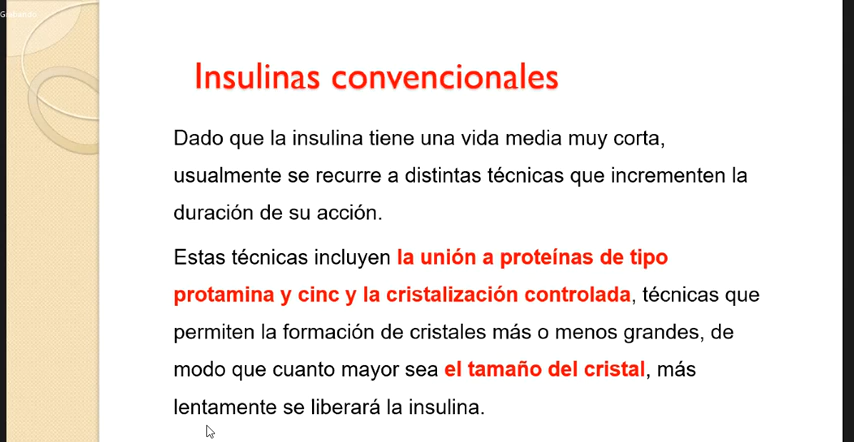 Insulinas convencionales
Dado que la insulina tiene una vida media muy corta,
usualmente se recurre a distintas técnicas que incrementen la
duración de su acción.
Estas técnicas incluyen la unión a proteínas de tipo
protamina y cinc y la cristalización controlada, técnicas que
permiten la formación de cristales más o menos grandes, de
modo que cuanto mayor sea el tamaño del cristal, más
lentamente se liberará la insulina.